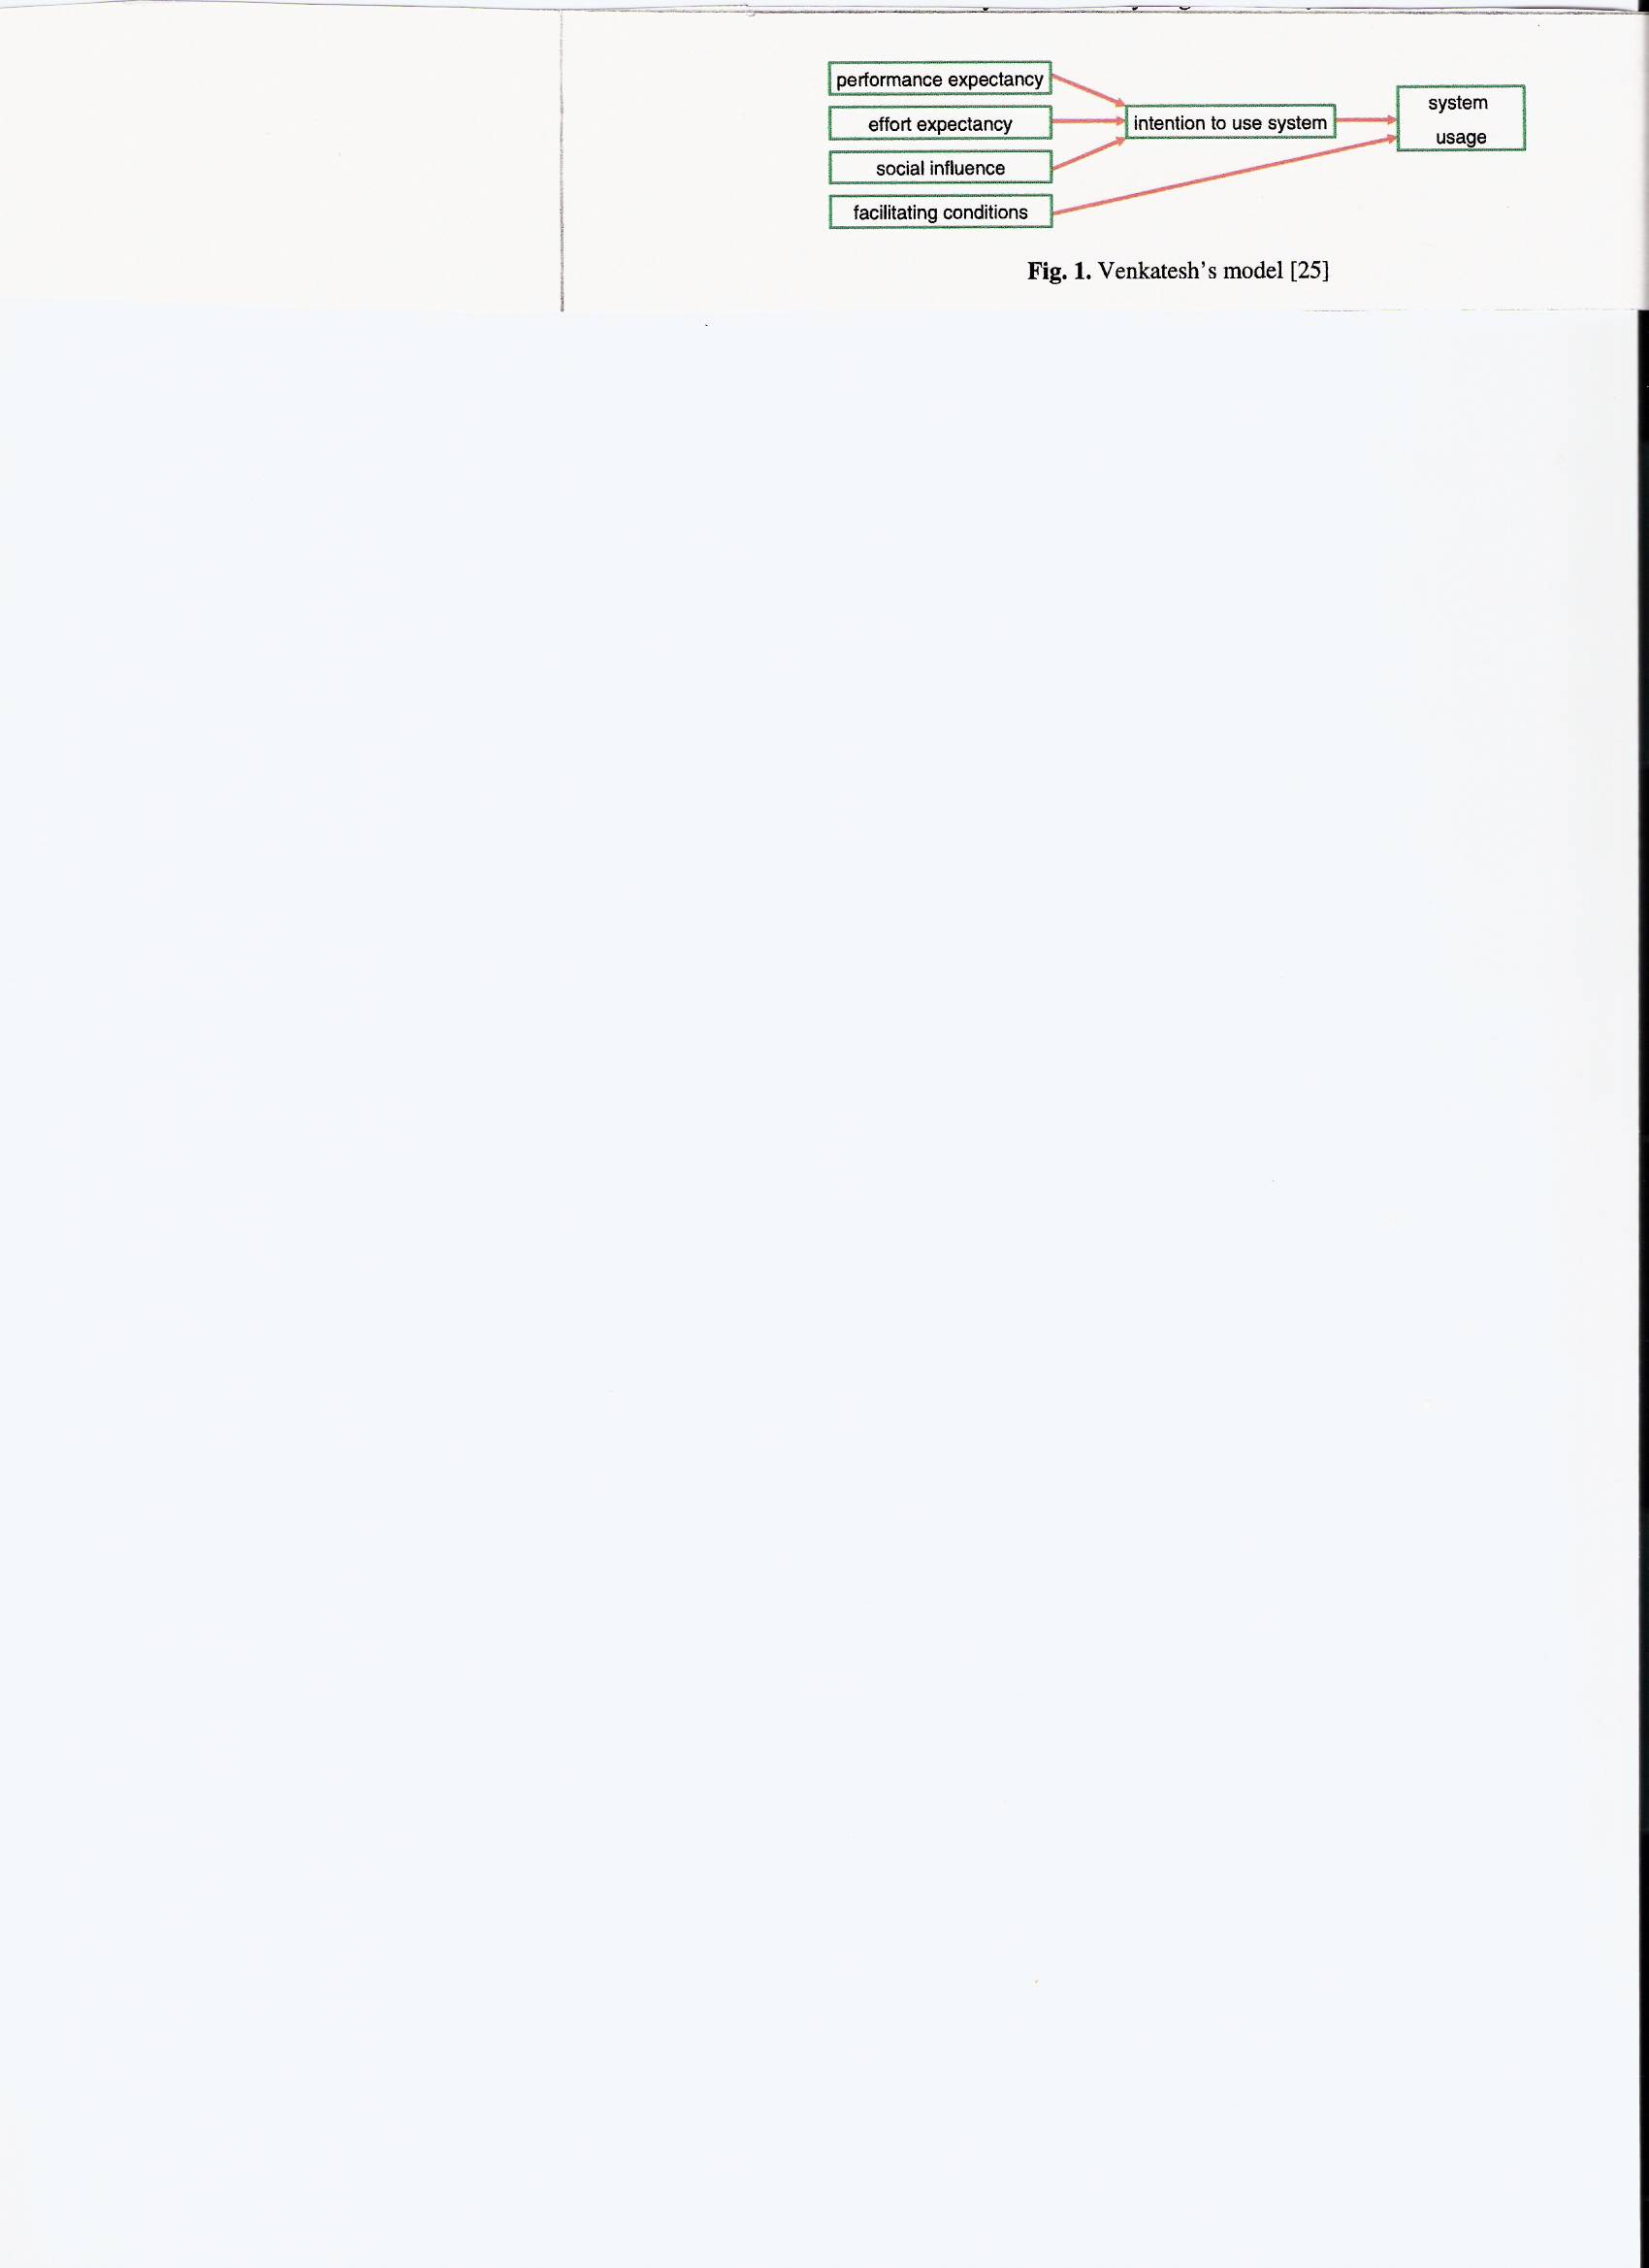 performance expectancy
effort expectancy
social influence
facilitating conditions
intention to use system
system
usage
Fig. 1. Venkatesh's model [25]